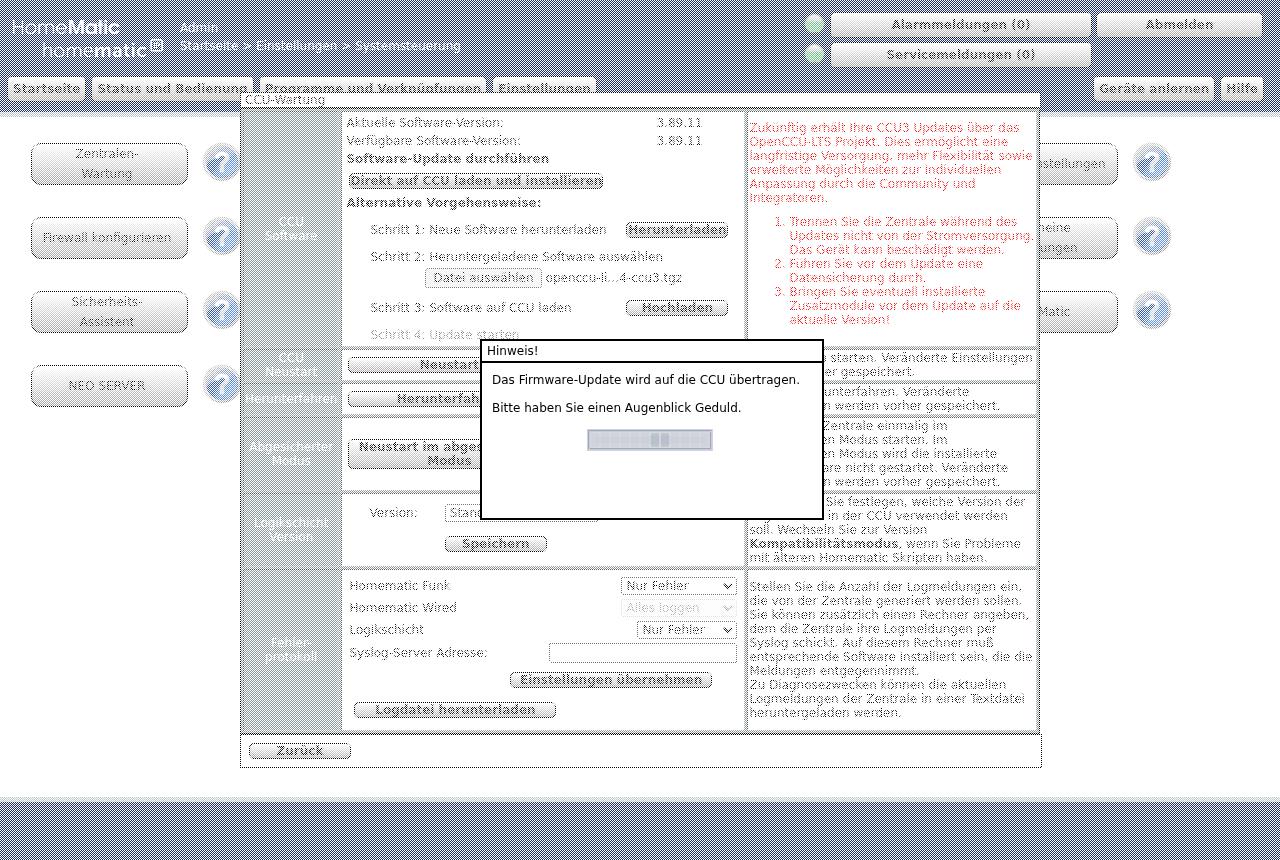 HomeMatic
homematic IP
Admin
Startseite > Einstellungen > Systemsteuerung
Alarmmeldungen (0)
Abmelden
Servicemeldungen (0)
Startseite
Status und Bedienung
Programme und Verknüpfungen
Einstellungen
Geräte anlernen
Hilfe
CCU-Wartung
Zentralen-
Wartung
Firewall konfigurieren
Sicherheits-
Assistent
NEO SERVER
CCU
Software
Aktuelle Software-Version:
3.89.11
Verfügbare Software-Version:
3.89.11
Software-Update durchführen
Direkt auf CCU laden und installieren
Alternative Vorgehensweise:
Schritt 1: Neue Software herunterladen
Herunterladen
Schritt 2: Heruntergeladene Software auswählen
Datei auswählen
openccu-li...4-ccu3.tgz
Schritt 3: Software auf CCU laden
Hochladen
Schritt 4: Update starten
Zukünftig erhält Ihre CCU3 Updates über das
OpenCCU-LTS Projekt. Dies ermöglicht eine
langfristige Versorgung, mehr Flexibilität sowie
erweiterte Möglichkeiten zur individuellen
Anpassung durch die Community und
Integratoren.
1. Trennen Sie die Zentrale während des
Updates nicht von der Stromversorgung.
Das Gerät kann beschädigt werden.
2. Führen Sie vor dem Update eine
Datensicherung durch.
3. Bringen Sie eventuell installierte
Zusatzmodule vor dem Update auf die
aktuelle Version!
stellungen
eine
ungen
Matic
CCU
Neustart
Neustart
starten. Veränderte Einstellungen
er gespeichert.
Herunterfah
unterfahren. Veränderte
n werden vorher gespeichert.
Abgesicherter
Modus
Neustart im abges
Modus
Zentrale einmalig im
en Modus starten. Im
en Modus wird die installierte
are nicht gestartet. Veränderte
n werden vorher gespeichert.
Hinweis!
Das Firmware-Update wird auf die CCU übertragen.
Bitte haben Sie einen Augenblick Geduld.
Version
Version:
Stan
Speichern
Sie festlegen, welche Version der
in der CCU verwendet werden
soll. Wechseln Sie zur Version
Kompatibilitätsmodus, wenn Sie Probleme
mit älteren Homematic Skripten haben.
Fehler-
protokoll
Homematic Funk
Nur Fehler
Homematic Wired
Alles loggen
Logikschicht
Nur Fehler
Syslog-Server Adresse:
Einstellungen übernehmen
Logdatei herunterladen
Stellen Sie die Anzahl der Logmeldungen ein,
die von der Zentrale generiert werden sollen.
Sie können zusätzlich einen Rechner angeben,
dem die Zentrale ihre Logmeldungen per
Syslog schickt. Auf diesem Rechner muß
entsprechende Software installiert sein, die die
Meldungen entgegennimmt.
Zu Diagnosezwecken können die aktuellen
Logmeldungen der Zentrale in einer Textdatei
heruntergeladen werden.
Zurück